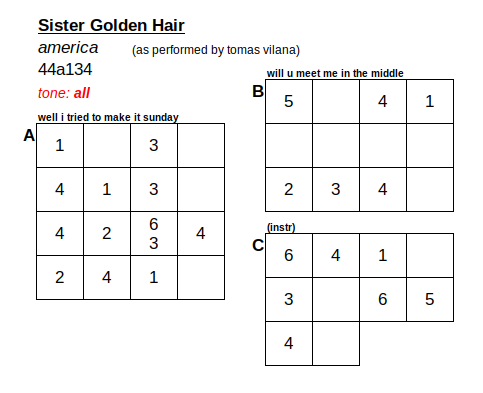 Sister Golden Hair
america (as performed by tomas vilana)
44a134
tone: all
well i tried to make it sunday
A
1 3
4 1 3
4 2 6 3 4
2 4 1
will u meet me in the middle
B
5 4 1
2 3 4
(instr)
C
6 4 1
3 6 5
4